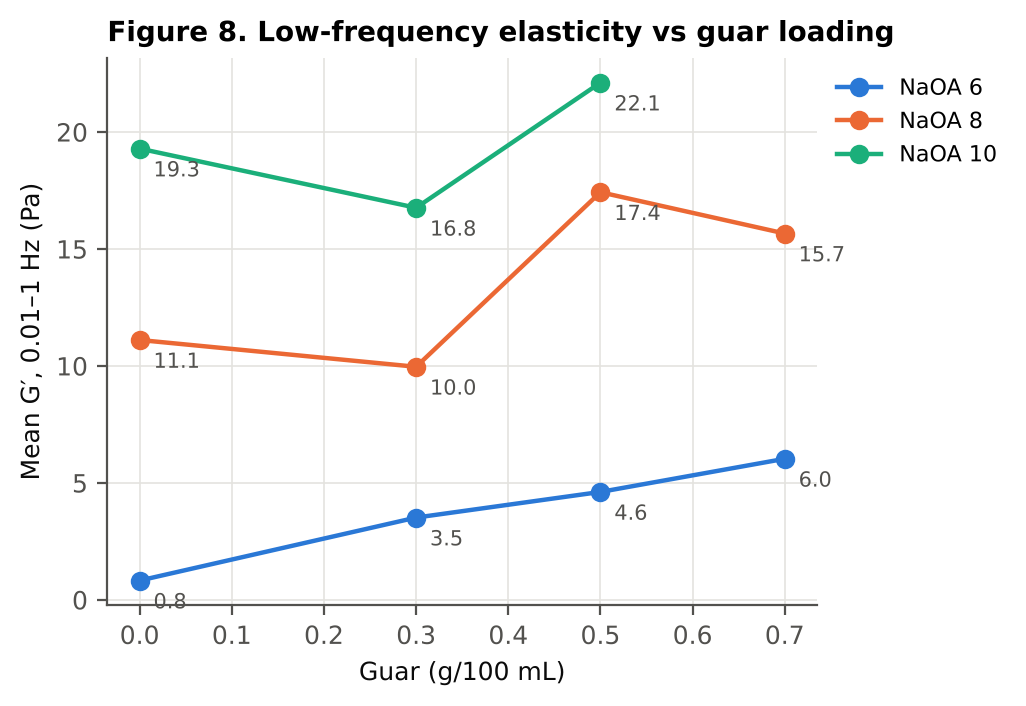 Figure 8. Low-frequency elasticity vs guar loading
NaOA 6
NaOA 8
NaOA 10
Mean G′, 0.01–1 Hz (Pa)
20
15
10
5
0
19.3
16.8
22.1
11.1
10.0
17.4
15.7
0.8
3.5
4.6
6.0
0.0 0.1 0.2 0.3 0.4 0.5 0.6 0.7
Guar (g/100 mL)